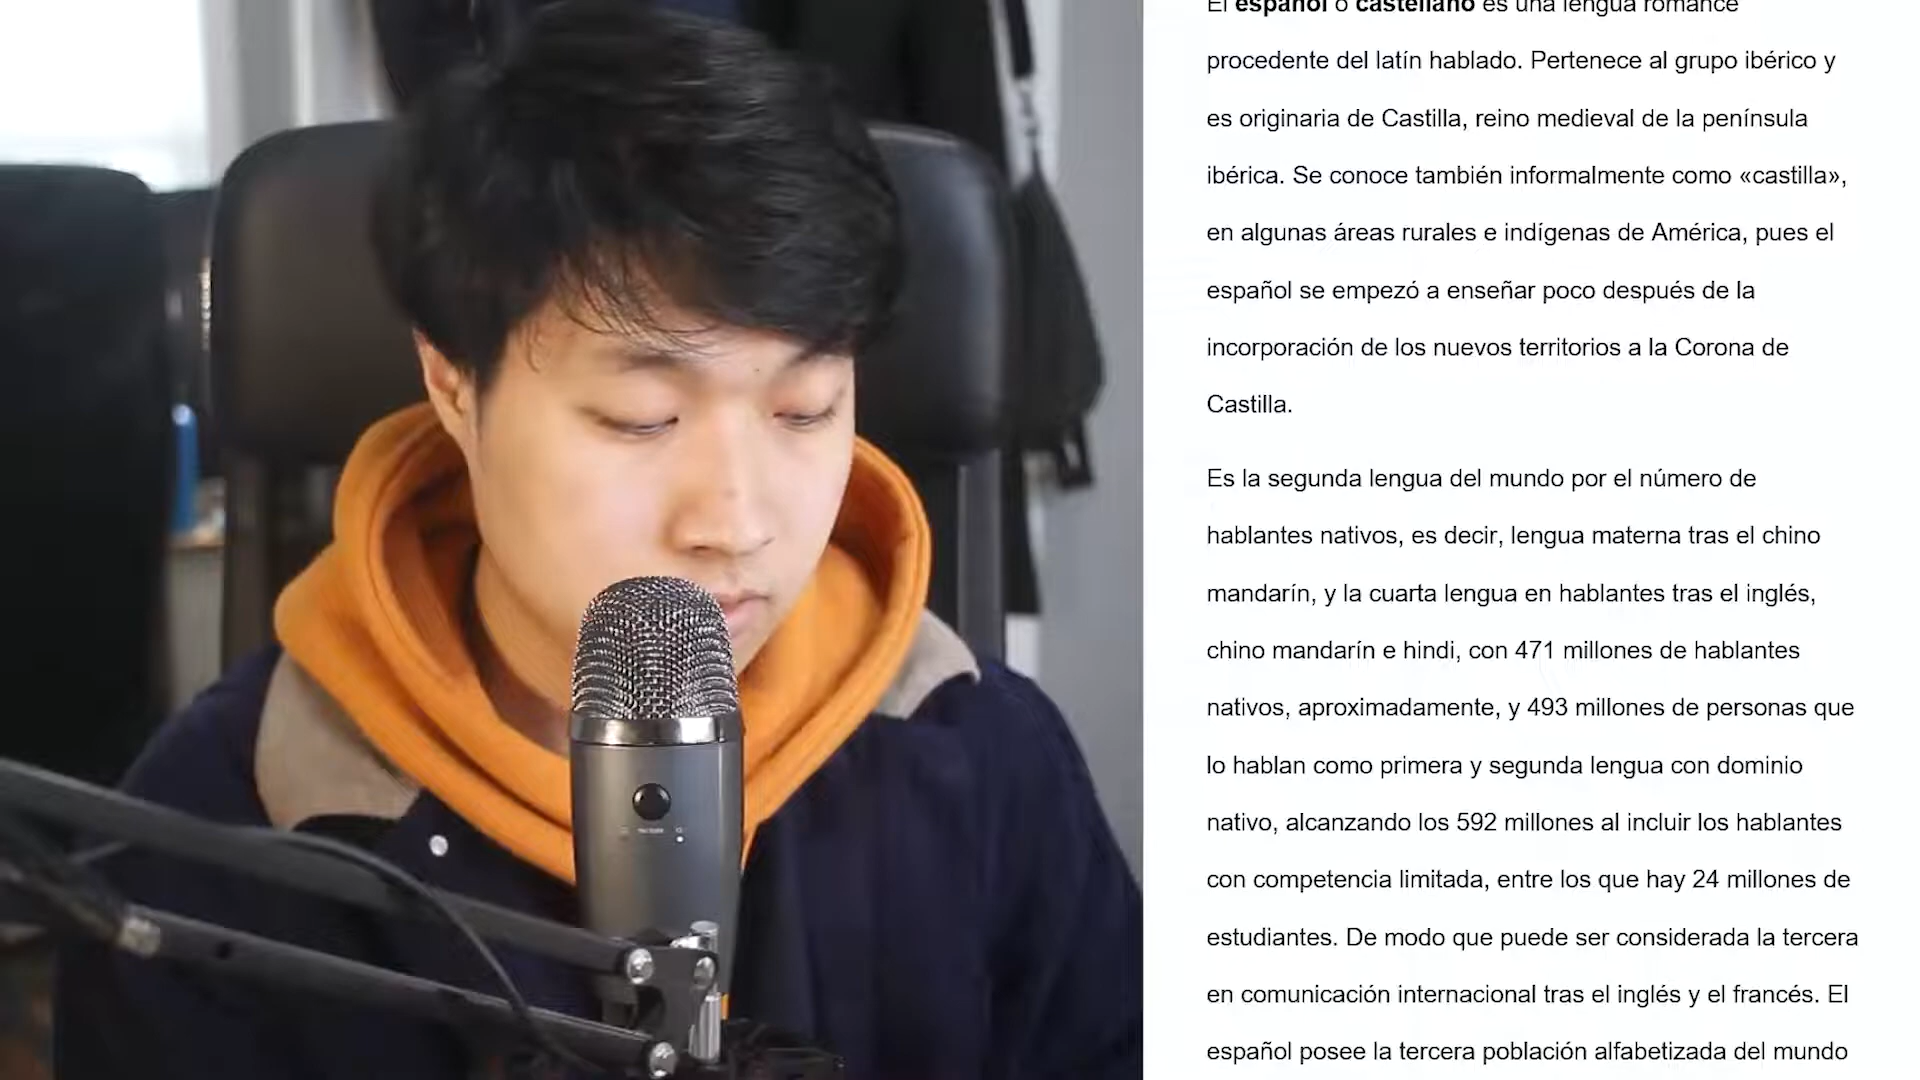 El español o castellano es una lengua romance
procedente del latín hablado. Pertenece al grupo ibérico y
es originaria de Castilla, reino medieval de la península
ibérica. Se conoce también informalmente como «castilla»,
en algunas áreas rurales e indígenas de América, pues el
español se empezó a enseñar poco después de la
incorporación de los nuevos territorios a la Corona de
Castilla.
Es la segunda lengua del mundo por el número de
hablantes nativos, es decir, lengua materna tras el chino
mandarín, y la cuarta lengua en hablantes tras el inglés,
chino mandarín e hindi, con 471 millones de hablantes
nativos, aproximadamente, y 493 millones de personas que
lo hablan como primera y segunda lengua con dominio
nativo, alcanzando los 592 millones al incluir los hablantes
con competencia limitada, entre los que hay 24 millones de
estudiantes. De modo que puede ser considerada la tercera
en comunicación internacional tras el inglés y el francés. El
español posee la tercera población alfabetizada del mundo